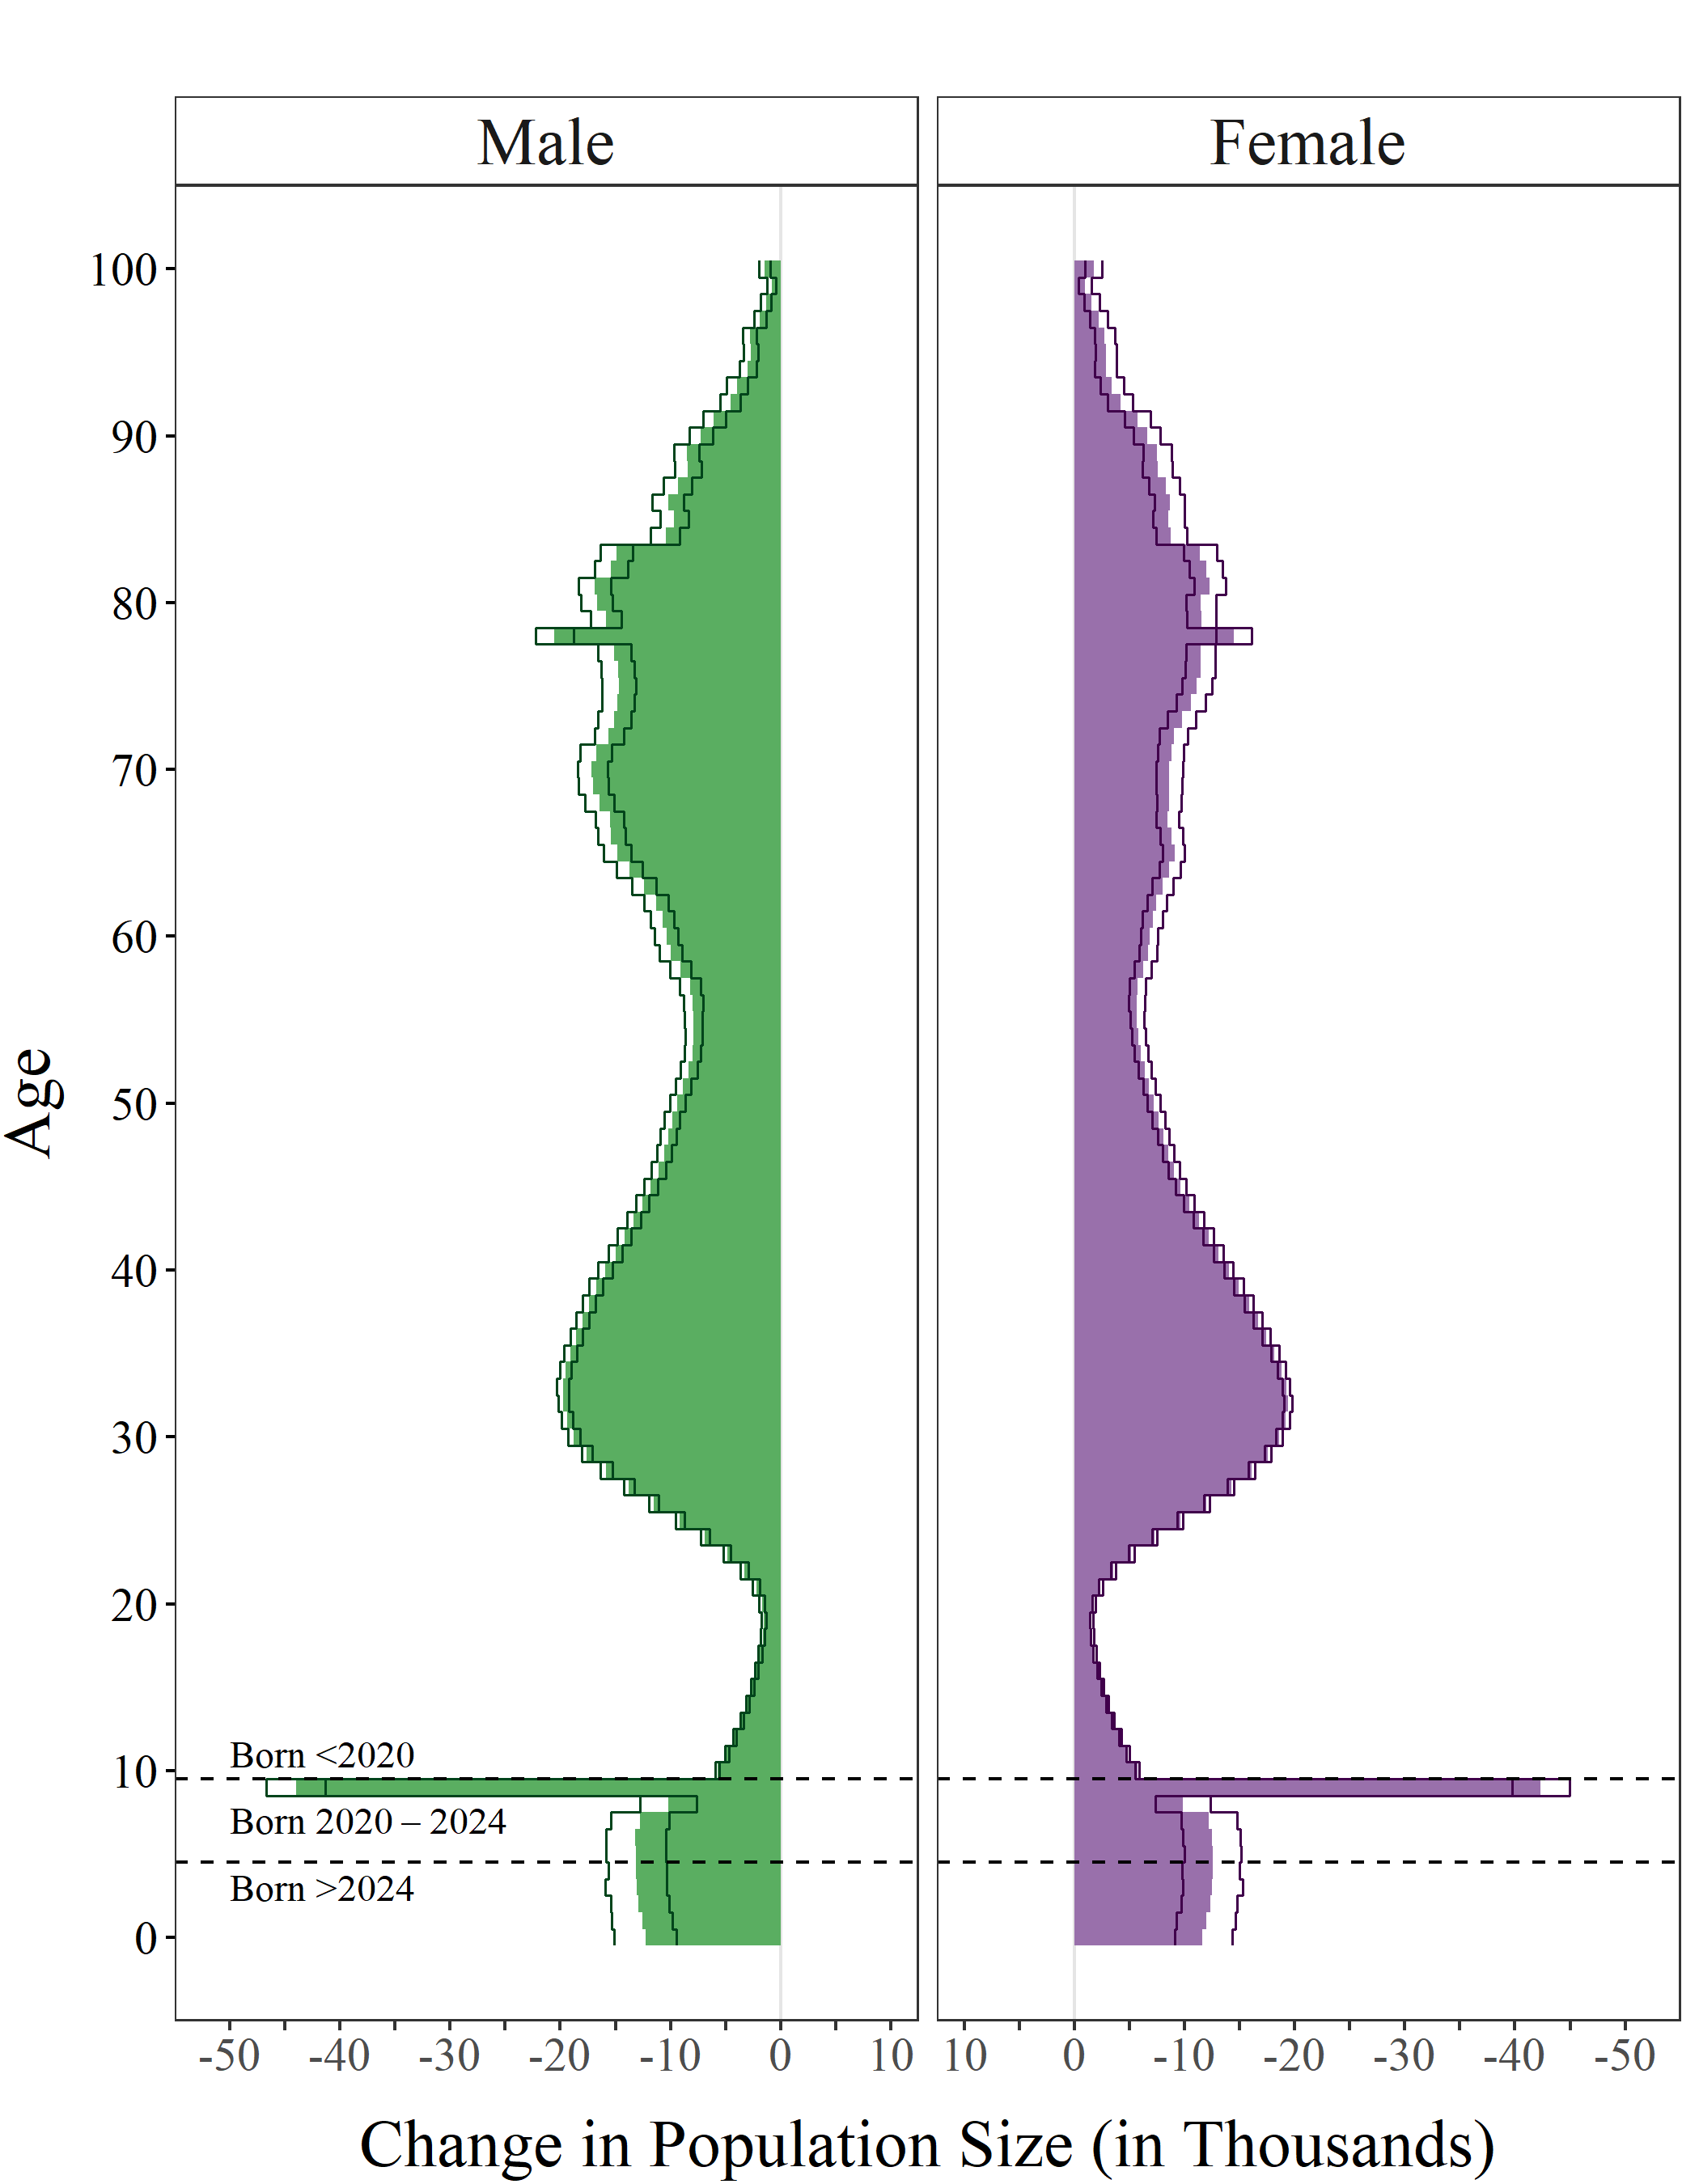 Male Female
100
90
80
70
60
50
40
30
20
10
0
Age
Born <2020
Born 2020 – 2024
Born >2024
-50 -40 -30 -20 -10 0 10 10 0 -10 -20 -30 -40 -50
Change in Population Size (in Thousands)